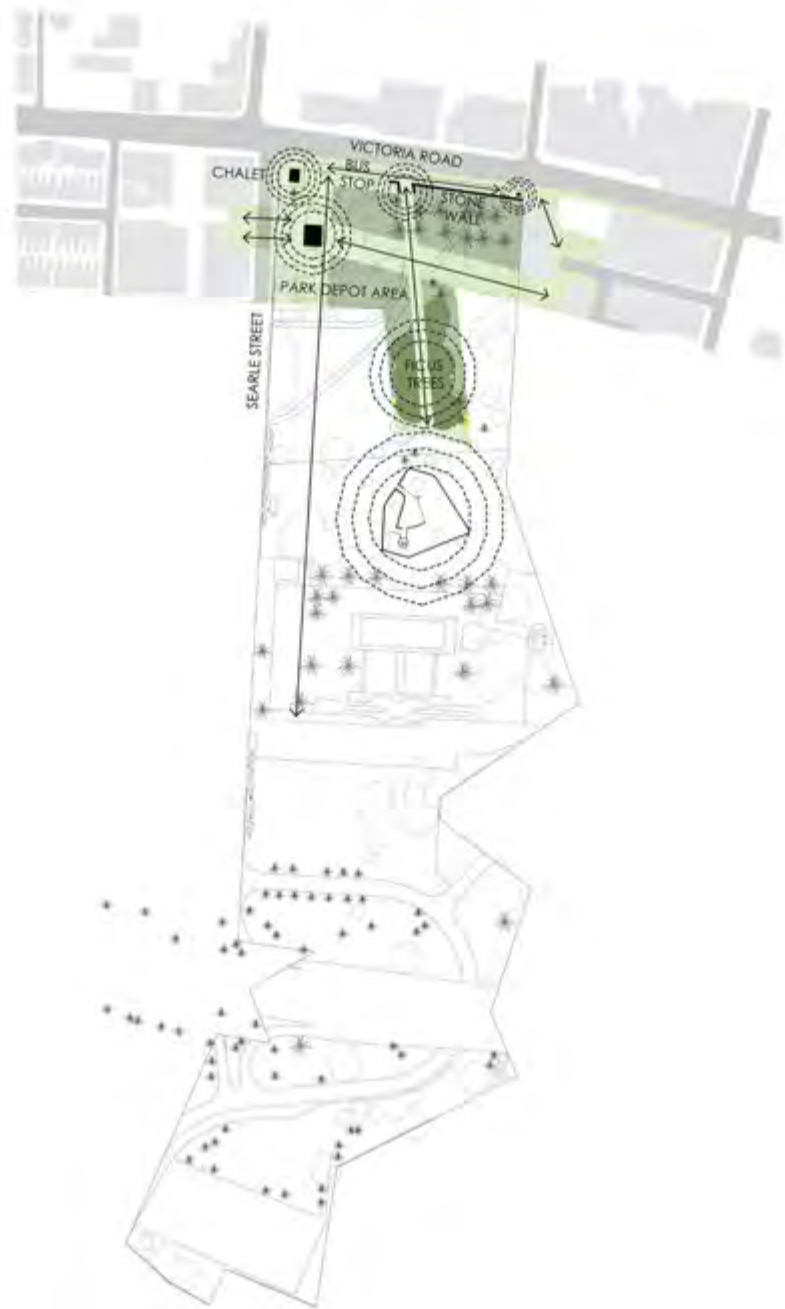 VICTORIA ROAD
CHALET
BUS
STOP
STONE
WALL
PARK DEPOT AREA
SEARLE STREET
FICUS
TREES